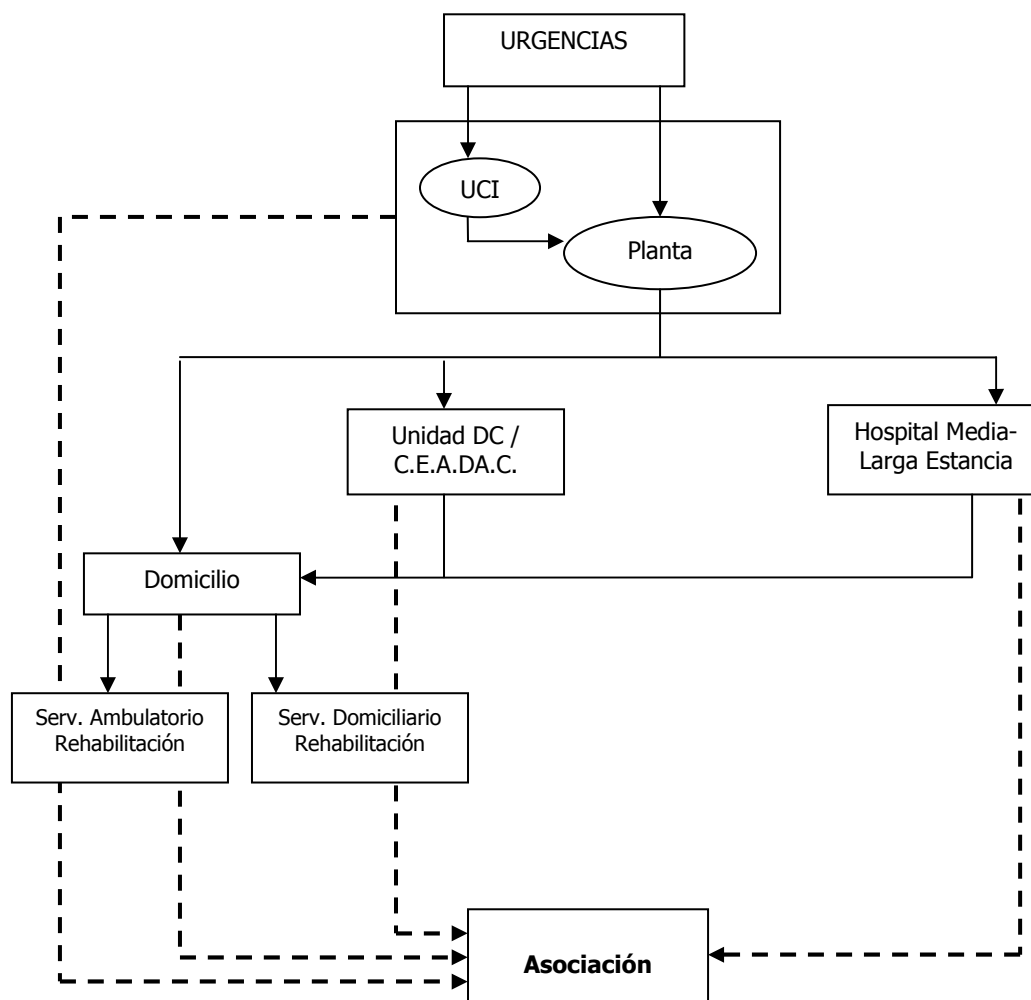 URGENCIAS
UCI
Planta
Unidad DC /
C.E.A.DA.C.
Hospital Media-
Larga Estancia
Domicilio
Serv. Ambulatorio
Rehabilitación
Serv. Domiciliario
Rehabilitación
Asociación